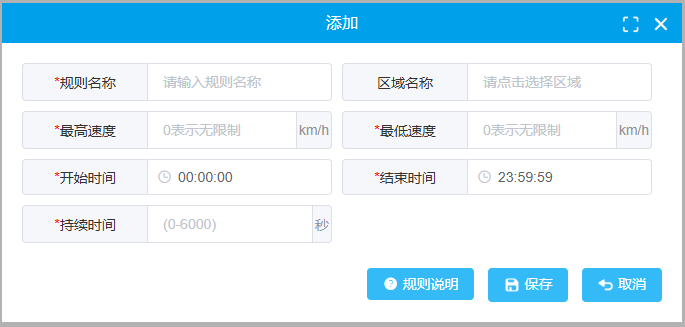 添加
*规则名称 请输入规则名称 区域名称 请点击选择区域
*最高速度 0表示无限制 km/h *最低速度 0表示无限制 km/h
*开始时间 00:00:00 *结束时间 23:59:59
*持续时间 (0-6000) 秒
规则说明 保存 取消